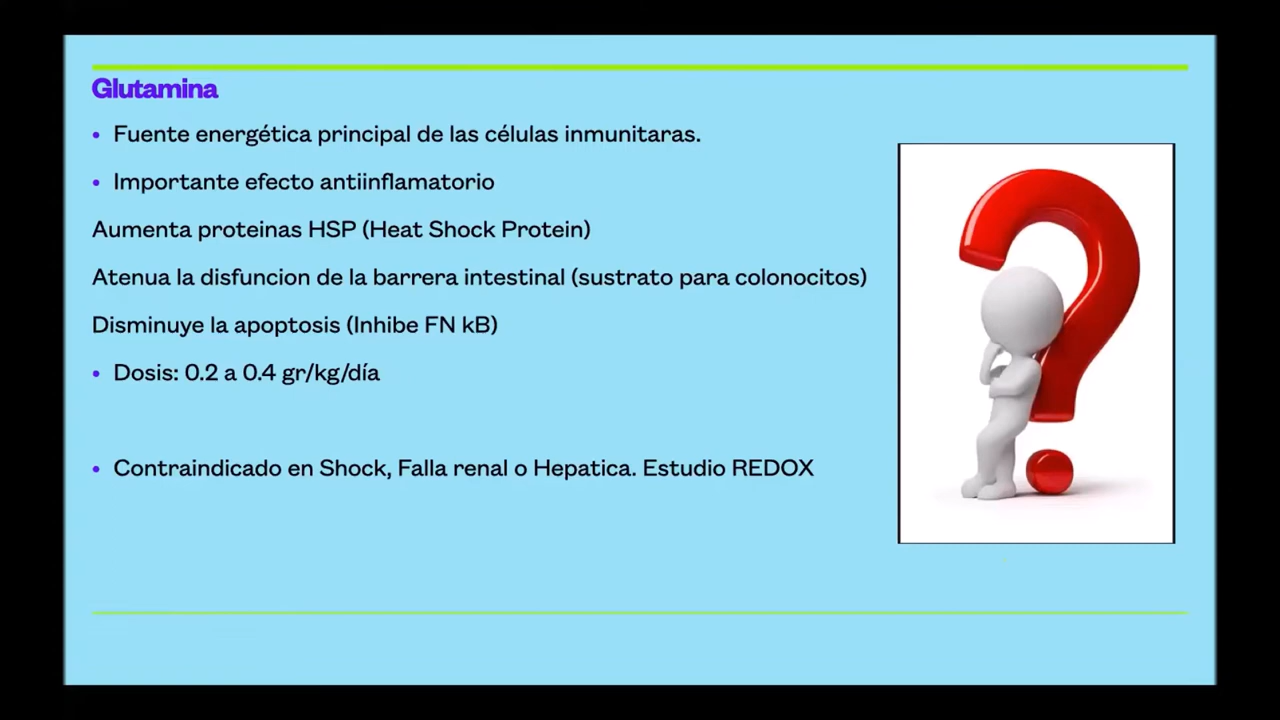 Glutamina
• Fuente energética principal de las células inmunitaras.
• Importante efecto antiinflamatorio
Aumenta proteinas HSP (Heat Shock Protein)
Atenua la disfuncion de la barrera intestinal (sustrato para colonocitos)
Disminuye la apoptosis (Inhibe FN kB)
• Dosis: 0.2 a 0.4 gr/kg/día
• Contraindicado en Shock, Falla renal o Hepatica. Estudio REDOX